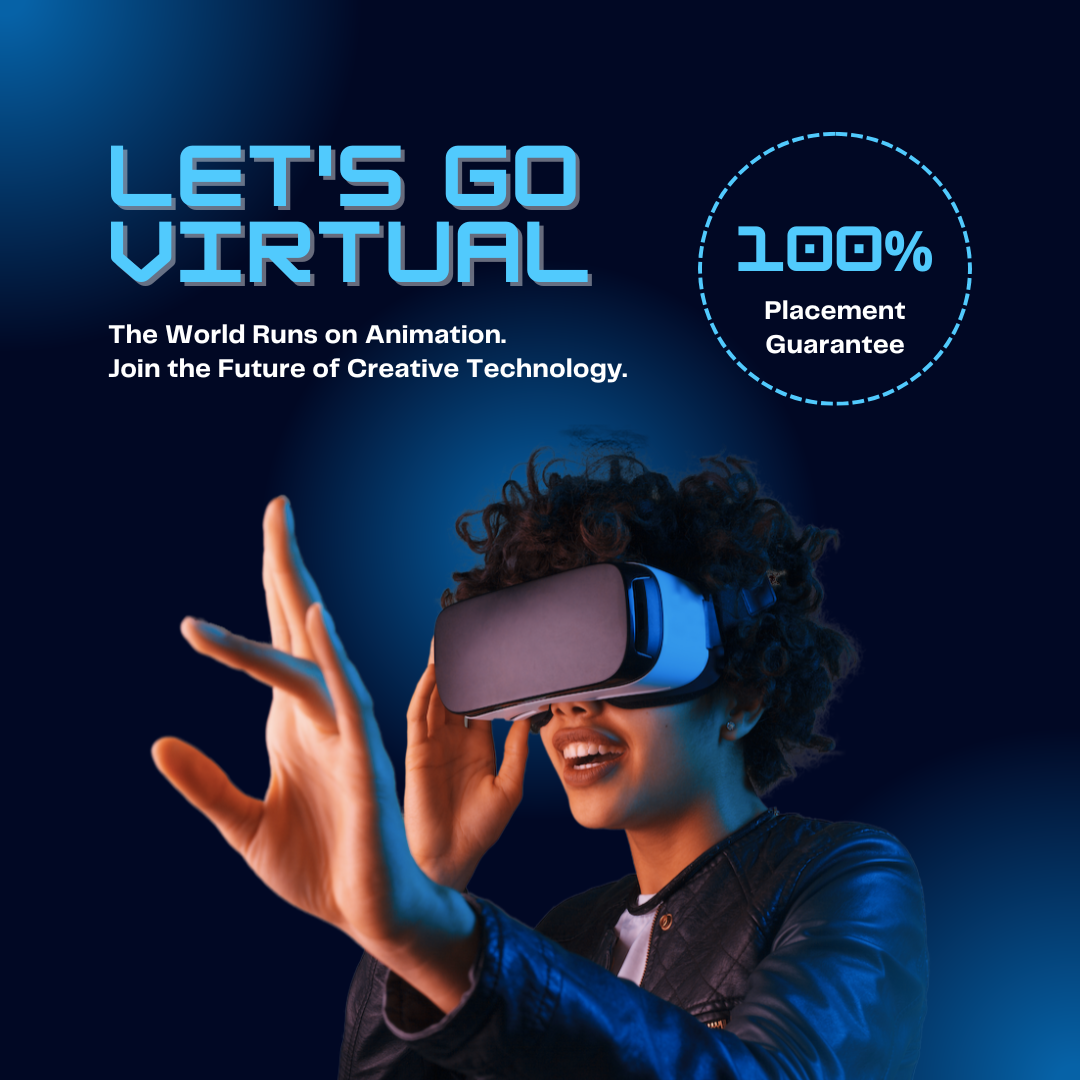 LET'S GO
VIRTUAL
The World Runs on Animation.
Join the Future of Creative Technology.
100%
Placement
Guarantee